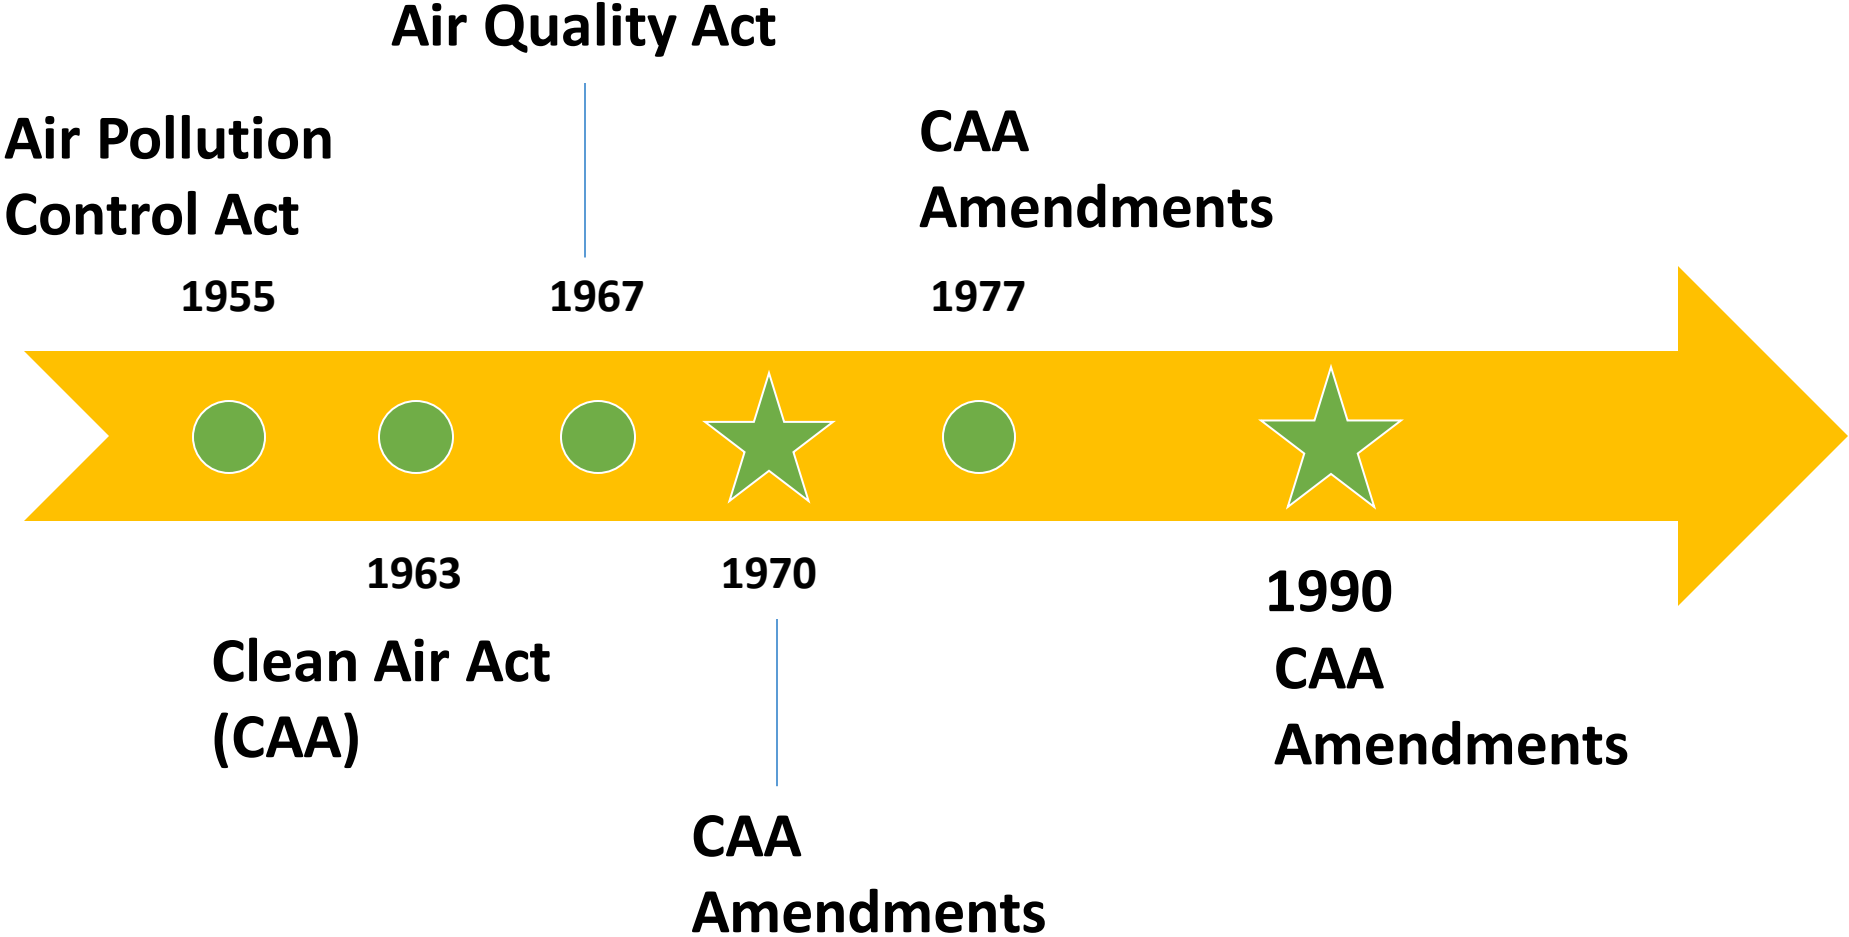 Air Quality Act
Air Pollution
Control Act
CAA
Amendments
1955
1967
1977
1963
1970
1990
Clean Air Act
(CAA)
CAA
Amendments
CAA
Amendments